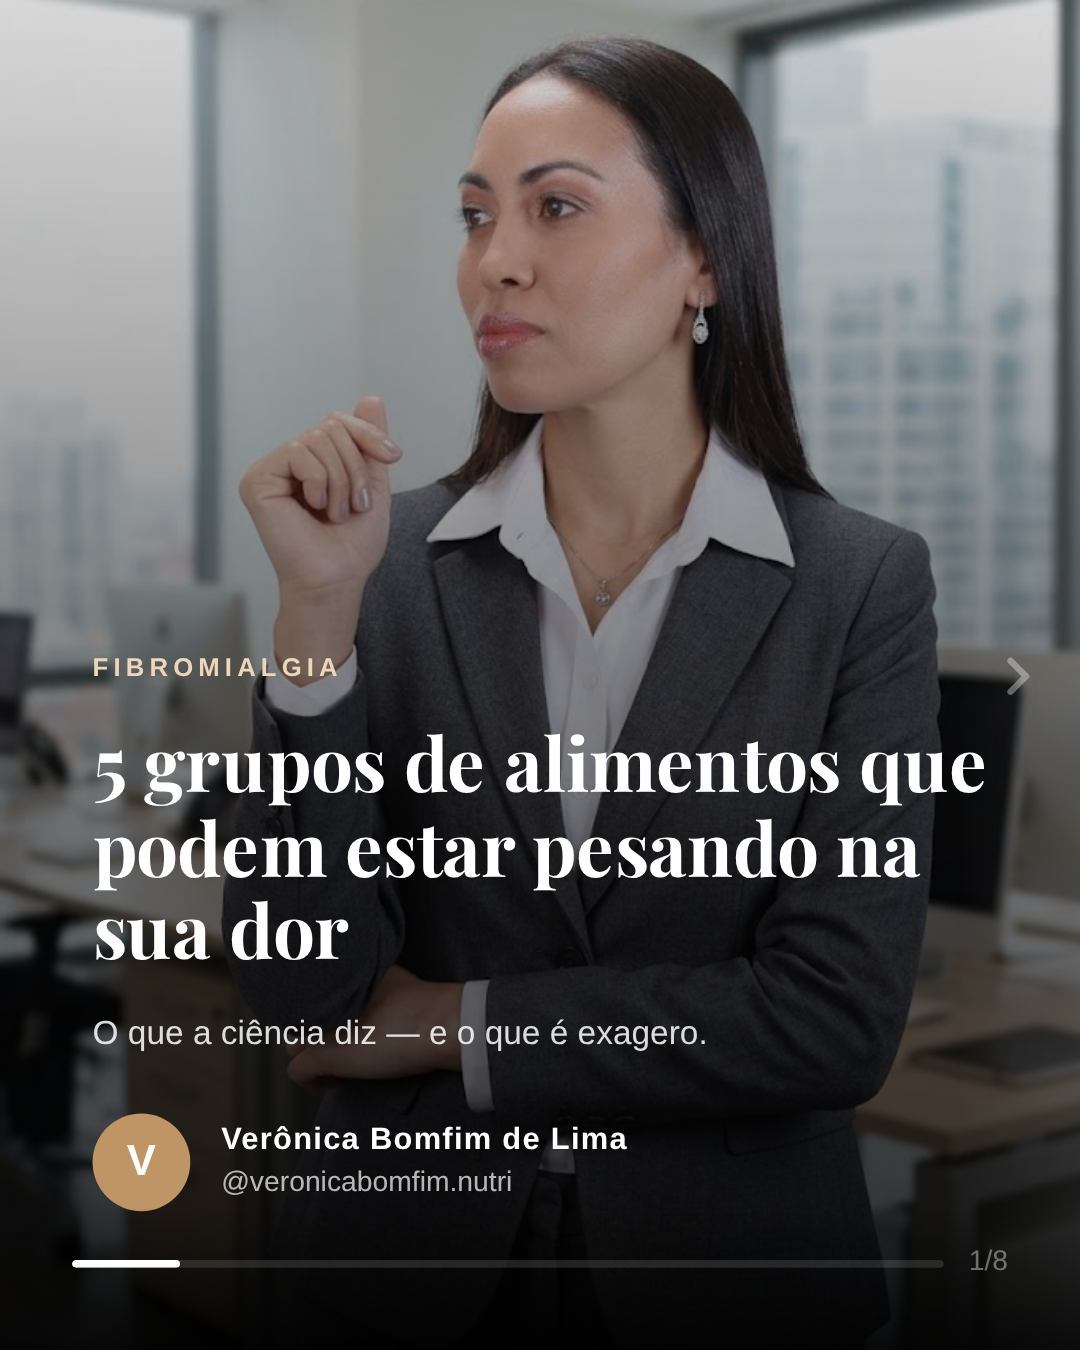 FIBROMIALGIA
5 grupos de alimentos que
podem estar pesando na
sua dor
O que a ciência diz — e o que é exagero.
V
Verônica Bomfim de Lima
@veronicabomfim.nutri
1/8